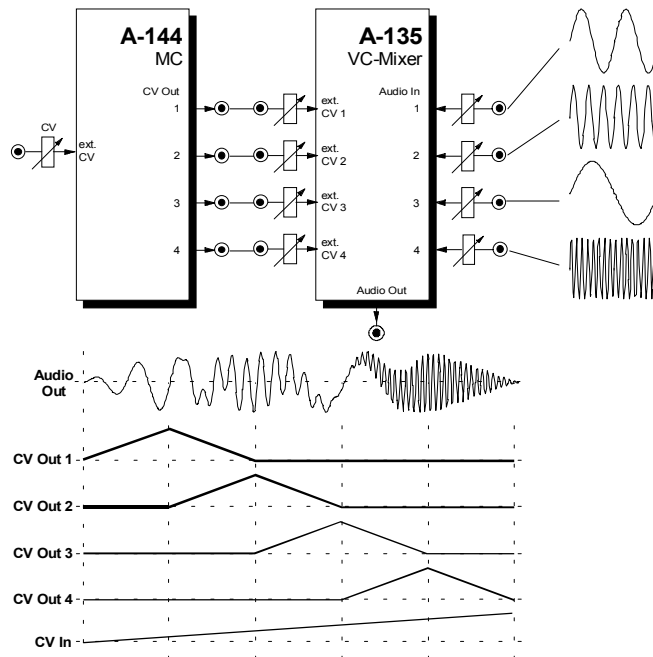 A-144
MC
CV Out
1
2
3
4
CV
ext.
CV
A-135
VC-Mixer
Audio In
ext.
CV 1
1
ext.
CV 2
2
ext.
CV 3
3
ext.
CV 4
4
Audio Out
Audio
Out
CV Out 1
CV Out 2
CV Out 3
CV Out 4
CV In